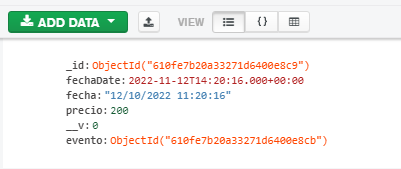 ADD DATA
VIEW
{}
_id: ObjectId("610fe7b20a33271d6400e8c9")
fechaDate: 2022-11-12T14:20:16.000+00:00
fecha: "12/10/2022 11:20:16"
precio: 200
__v: 0
evento: ObjectId("610fe7b20a33271d6400e8cb")